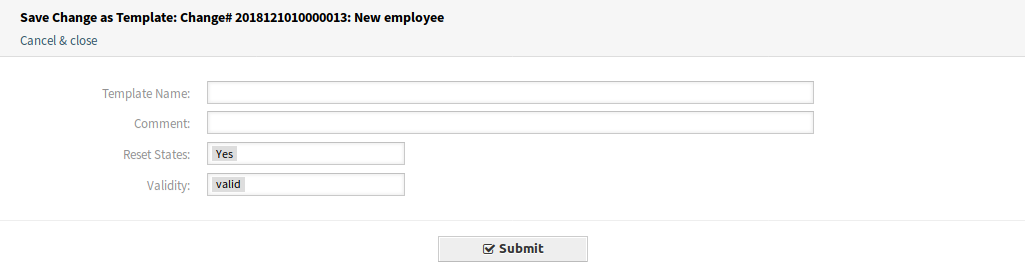 Save Change as Template: Change# 2018121010000013: New employee
Cancel & close
Template Name:
Comment:
Reset States: Yes
Validity: valid
Submit